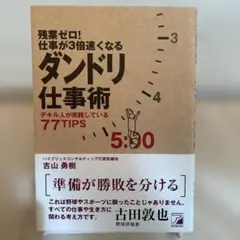 残業ゼロ!
仕事が3倍速くなる
ダンドリ
仕事術
デキル人が実践している
77TIPS
3
4
5:00
ハイブリッドコンサルティング代表取締役
吉山 勇樹
準備が勝敗を分ける
これは野球やスポーツに限ったことじゃありません。
すべての仕事や生き方に
関わる考え方です。
古田敦也
野球評論家